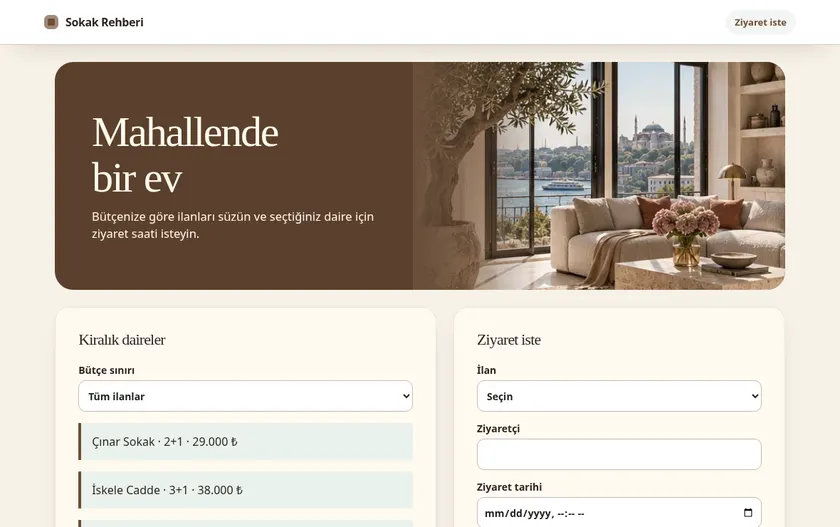 Sokak Rehberi
Ziyaret iste
Mahallende
bir ev
Bütçenize göre ilanları süzün ve seçtiğiniz daire için
ziyaret saati isteyin.
Kiralık daireler
Bütçe sınırı
Tüm ilanlar
Çınar Sokak · 2+1 · 29.000 ₺
İskele Cadde · 3+1 · 38.000 ₺
Ziyaret iste
İlan
Seçin
Ziyaretçi
Ziyaret tarihi
mm/dd/yyyy, --:-- --